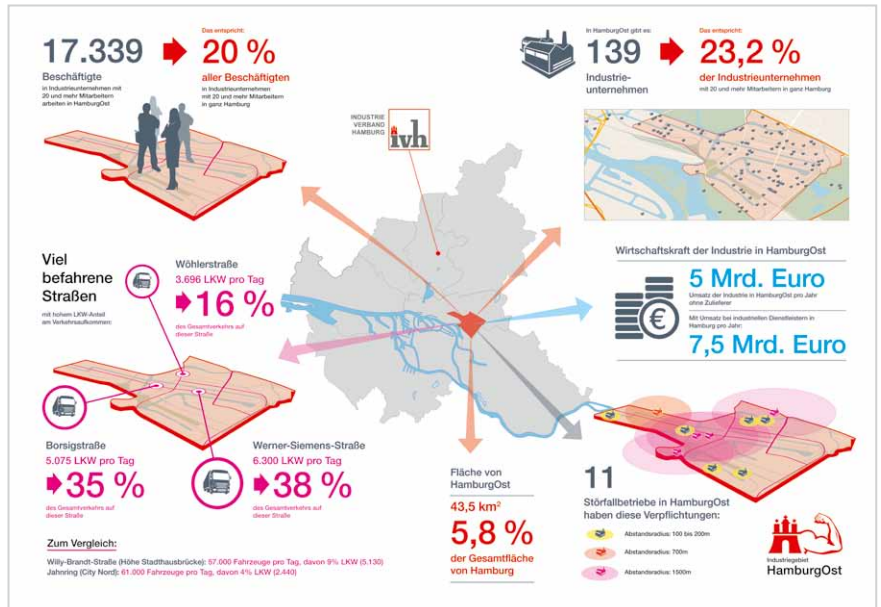 17.339
Beschäftigte
in Industrieunternehmen mit
20 und mehr Mitarbeitern
arbeiten in HamburgOst
Das entspricht:
20 %
aller Beschäftigten
in Industrieunternehmen
mit 20 und mehr Mitarbeitern
in ganz Hamburg
INDUSTRIE
VERBAND
HAMBURG
ivh
In HamburgOst gibt es:
139
Industrie-
unternehmen
Das entspricht:
23,2 %
der Industrieunternehmen
mit 20 und mehr Mitarbeitern in ganz Hamburg
Viel
befahrene
Straßen
mit hohem LKW-Anteil
am Verkehrsaufkommen:
Wöhlerstraße
3.696 LKW pro Tag
16 %
des Gesamtverkehrs auf
dieser Straße
Borsigstraße
5.075 LKW pro Tag
35 %
des Gesamtverkehrs auf
dieser Straße
Werner-Siemens-Straße
6.300 LKW pro Tag
38 %
des Gesamtverkehrs auf
dieser Straße
Zum Vergleich:
Willy-Brandt-Straße (Höhe Stadthausbrücke): 57.000 Fahrzeuge pro Tag, davon 9% LKW (5.130)
Jahnring (City Nord): 61.000 Fahrzeuge pro Tag, davon 4% LKW (2.440)
Wirtschaftskraft der Industrie in HamburgOst
€
5 Mrd. Euro
Umsatz der Industrie in HamburgOst pro Jahr
ohne Zulieferer
Mit Umsatz bei industriellen Dienstleistern in
Hamburg pro Jahr:
7,5 Mrd. Euro
Fläche von
HamburgOst
43,5 km²
5,8 %
der Gesamtfläche
von Hamburg
11
Störfallbetriebe in HamburgOst
haben diese Verpflichtungen:
Abstandsradius: 100 bis 200m
Abstandsradius: 700m
Abstandsradius: 1500m
Industriegebiet
HamburgOst